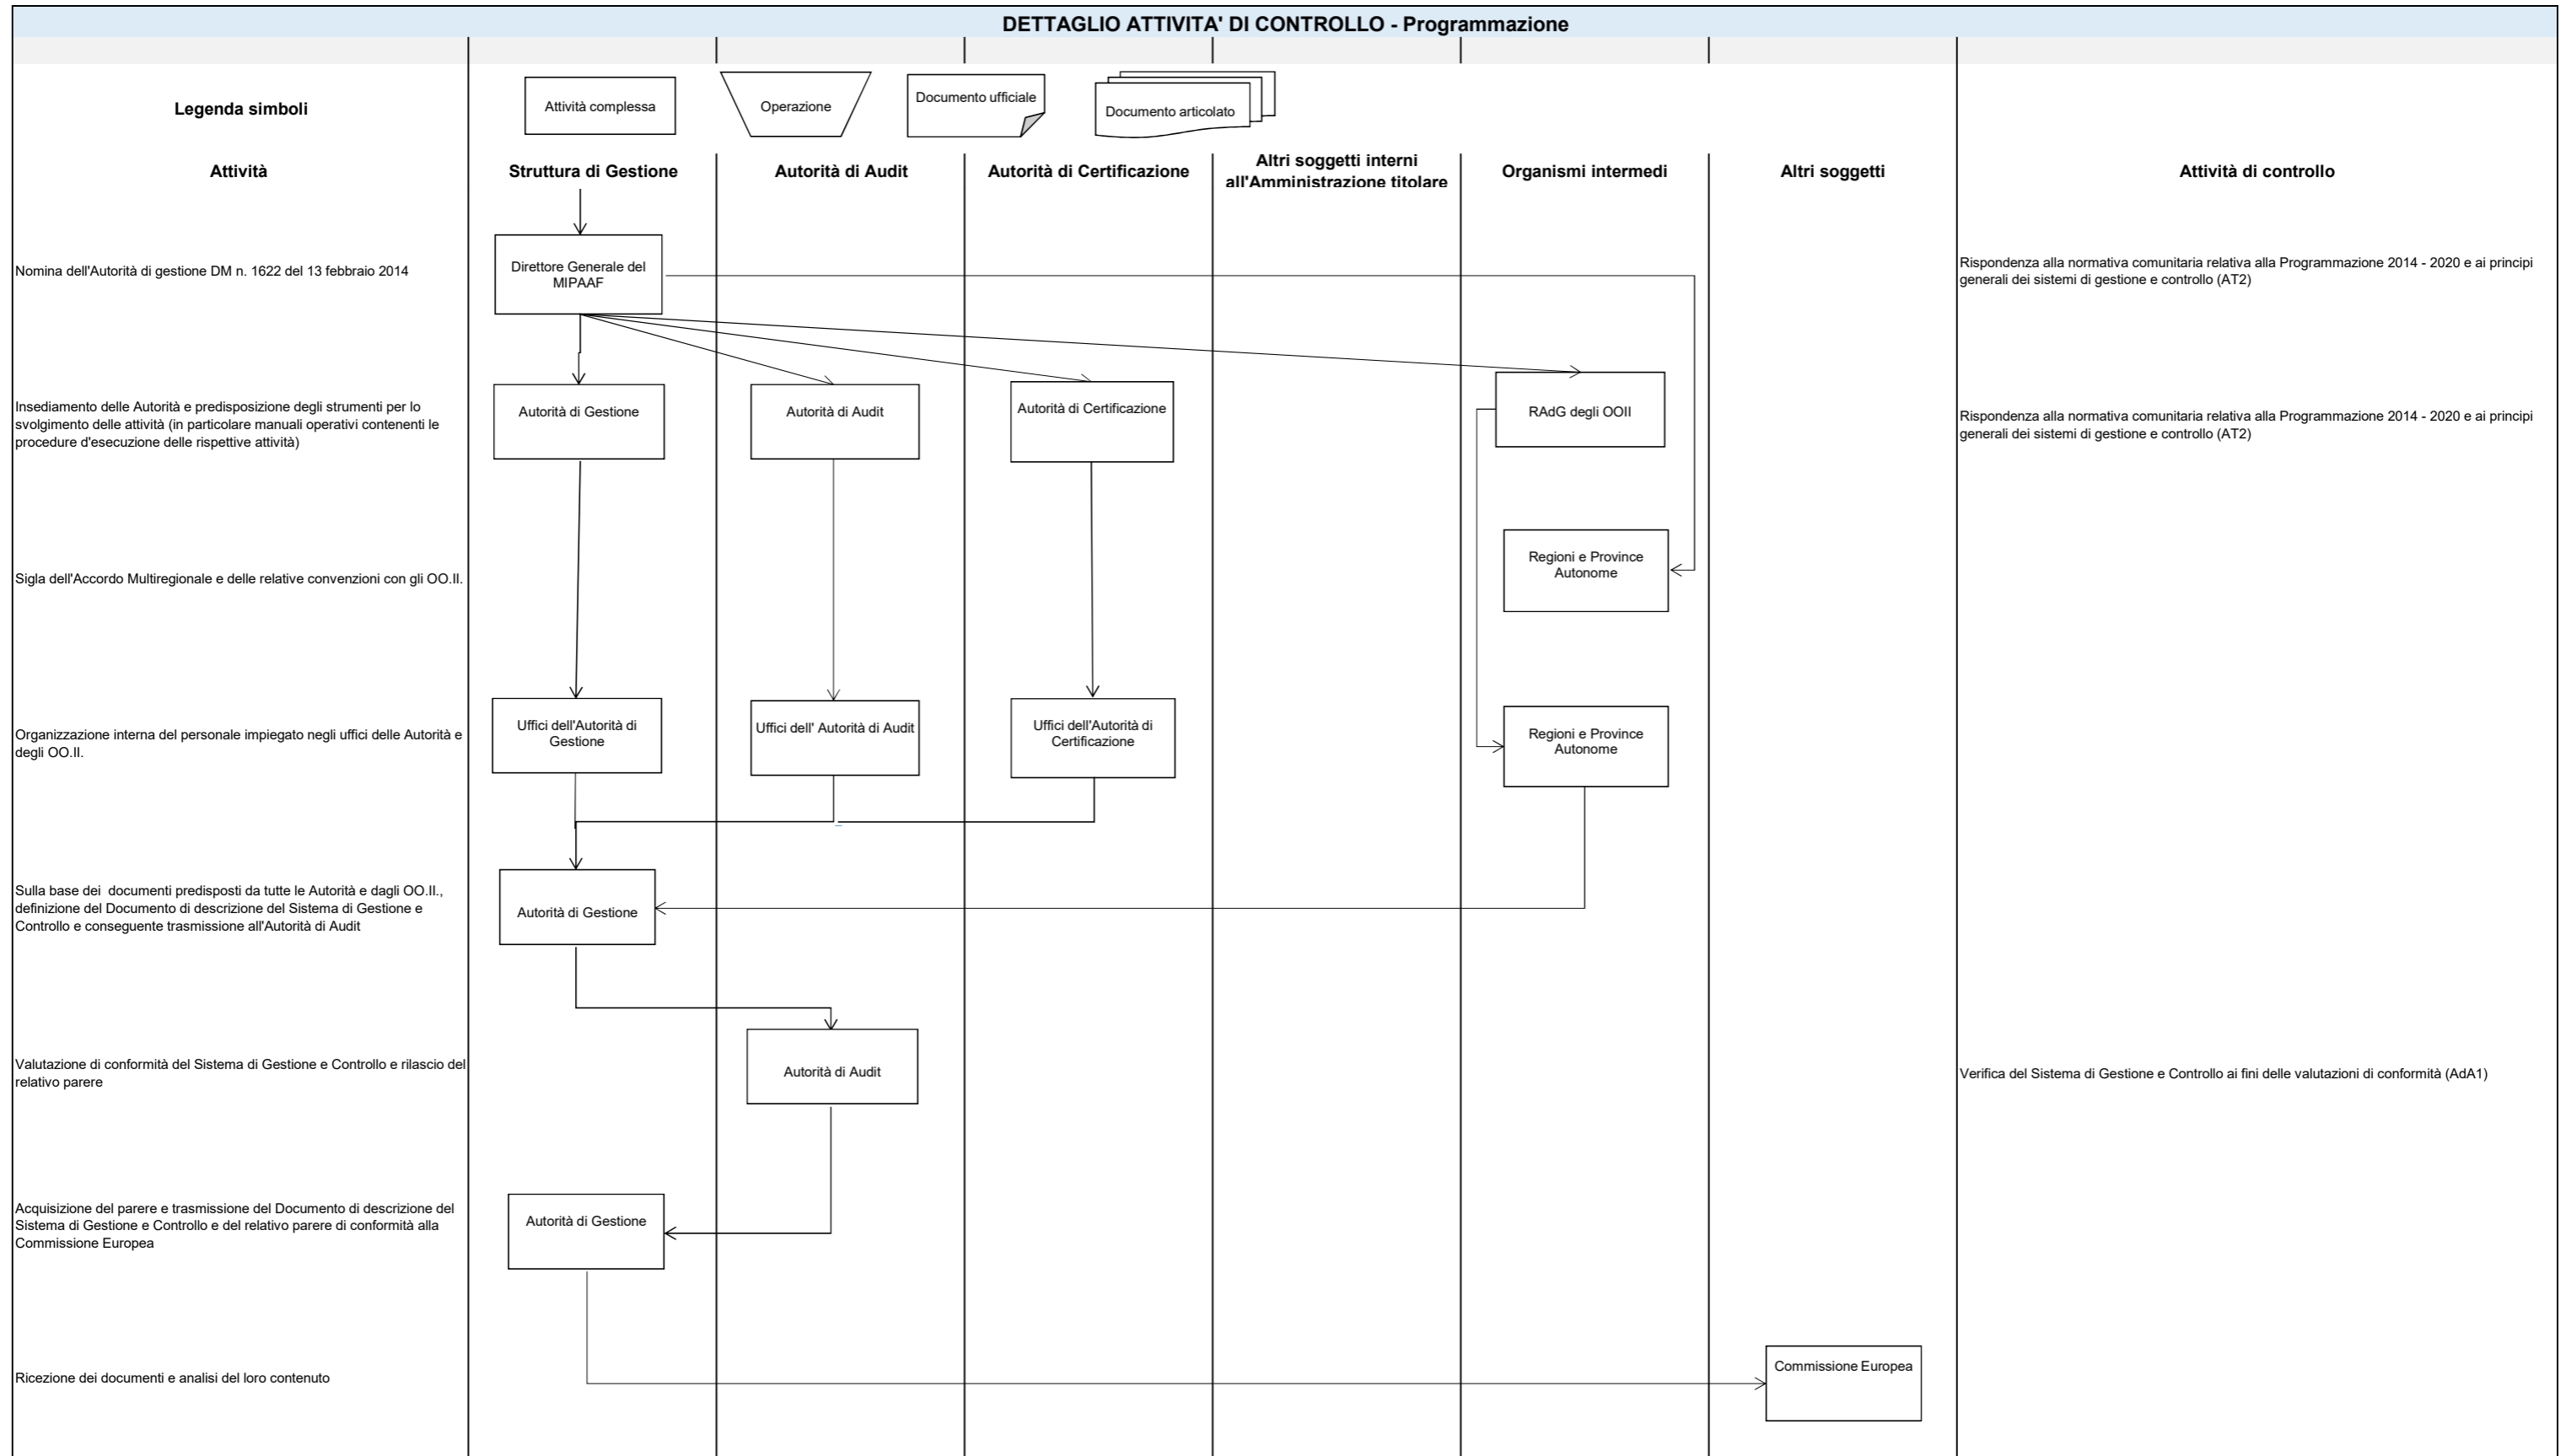 DETTAGLIO ATTIVITA' DI CONTROLLO - Programmazione
Legenda simboli
Attività complessa
Operazione
Documento ufficiale
Documento articolato
Attività
Struttura di Gestione
Autorità di Audit
Autorità di Certificazione
Altri soggetti interni
all'Amministrazione titolare
Organismi intermedi
Altri soggetti
Attività di controllo
Nomina dell'Autorità di gestione DM n. 1622 del 13 febbraio 2014
Direttore Generale del
MIPAAF
Rispondenza alla normativa comunitaria relativa alla Programmazione 2014 - 2020 e ai principi
generali dei sistemi di gestione e controllo (AT2)
Insediamento delle Autorità e predisposizione degli strumenti per lo
svolgimento delle attività (in particolare manuali operativi contenenti le
procedure d'esecuzione delle rispettive attività)
Autorità di Gestione
Autorità di Audit
Autorità di Certificazione
RAdG degli OOII
Rispondenza alla normativa comunitaria relativa alla Programmazione 2014 - 2020 e ai principi
generali dei sistemi di gestione e controllo (AT2)
Sigla dell'Accordo Multiregionale e delle relative convenzioni con gli OO.II.
Regioni e Province
Autonome
Organizzazione interna del personale impiegato negli uffici delle Autorità e
degli OO.II.
Uffici dell'Autorità di
Gestione
Uffici dell' Autorità di Audit
Uffici dell'Autorità di
Certificazione
Regioni e Province
Autonome
Sulla base dei  documenti predisposti da tutte le Autorità e dagli OO.II.,
definizione del Documento di descrizione del Sistema di Gestione e
Controllo e conseguente trasmissione all'Autorità di Audit
Autorità di Gestione
Valutazione di conformità del Sistema di Gestione e Controllo e rilascio del
relativo parere
Autorità di Audit
Verifica del Sistema di Gestione e Controllo ai fini delle valutazioni di conformità (AdA1)
Acquisizione del parere e trasmissione del Documento di descrizione del
Sistema di Gestione e Controllo e del relativo parere di conformità alla
Commissione Europea
Autorità di Gestione
Ricezione dei documenti e analisi del loro contenuto
Commissione Europea